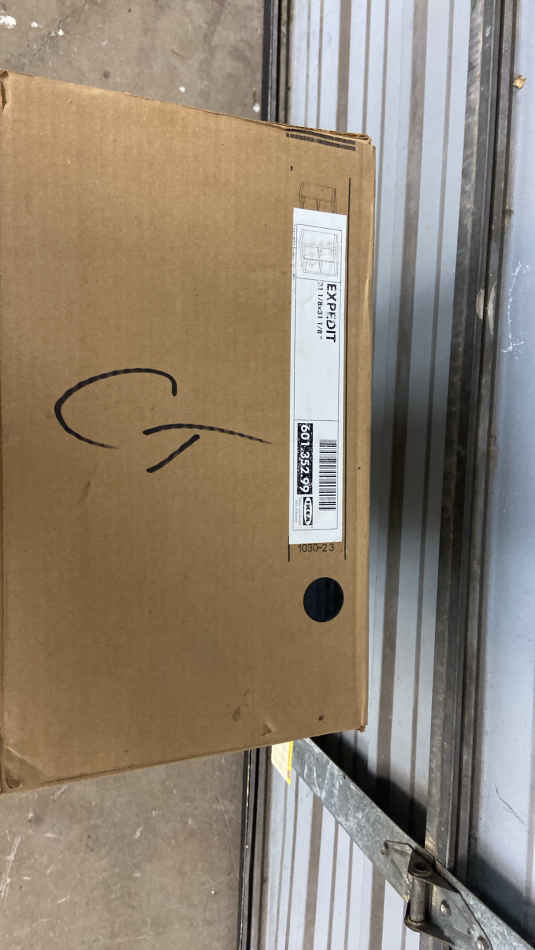 EXPEDIT
31 1/8x31 1/8"
601.352.99
IKEA
1030-23